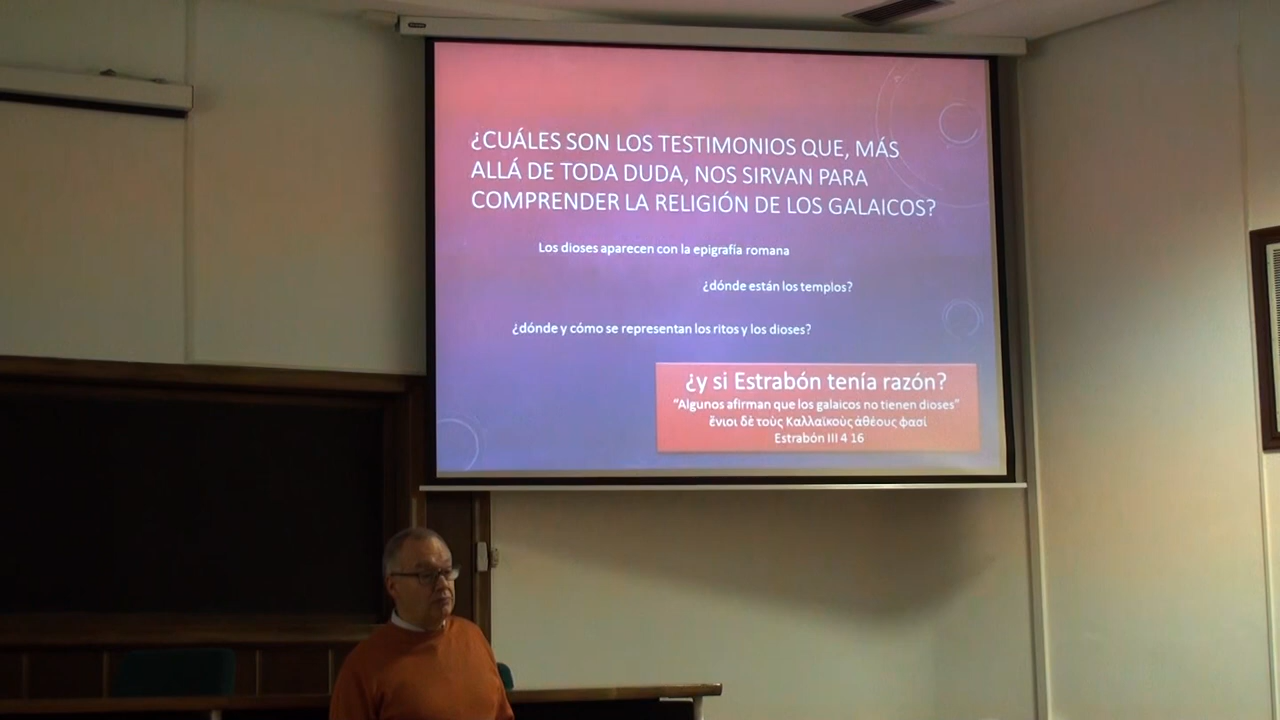 ¿CUÁLES SON LOS TESTIMONIOS QUE, MÁS
ALLÁ DE TODA DUDA, NOS SIRVAN PARA
COMPRENDER LA RELIGIÓN DE LOS GALAICOS?
Los dioses aparecen con la epigrafía romana
¿dónde están los templos?
¿dónde y cómo se representan los ritos y los dioses?
¿y si Estrabón tenía razón?
“Algunos afirman que los galaicos no tienen dioses”
ἔνιοι δὲ τοὺς Καλλαϊκοὺς ἀθέους φασί
Estrabón III 4 16